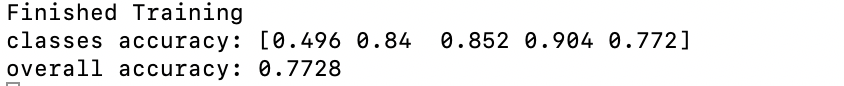 Finished Training
classes accuracy: [0.496 0.84  0.852 0.904 0.772]
overall accuracy: 0.7728